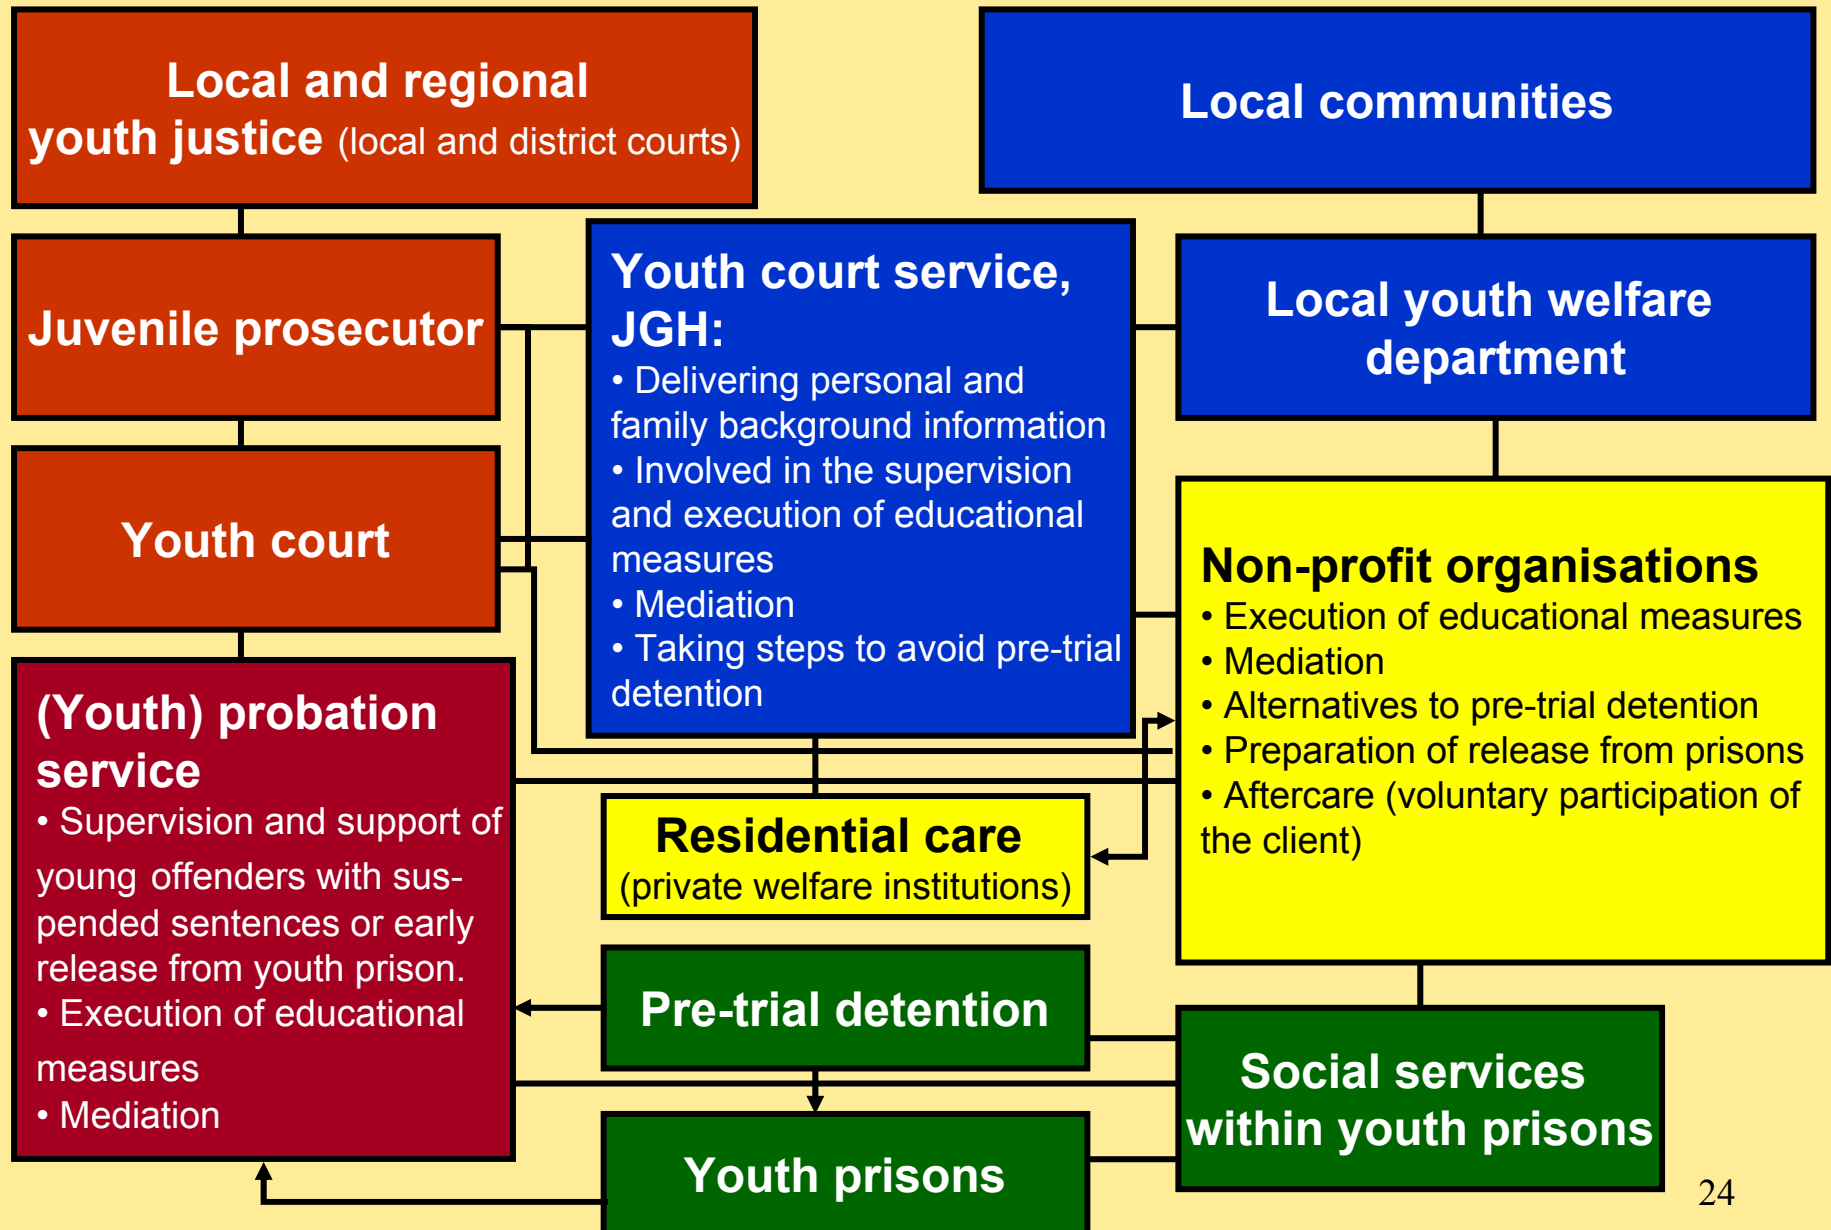 Local and regional
youth justice (local and district courts)
Local communities
Juvenile prosecutor
Youth court service,
JGH:
• Delivering personal and
family background information
• Involved in the supervision
and execution of educational
measures
• Mediation
• Taking steps to avoid pre-trial
detention
Local youth welfare
department
Youth court
Non-profit organisations
• Execution of educational measures
• Mediation
• Alternatives to pre-trial detention
• Preparation of release from prisons
• Aftercare (voluntary participation of
the client)
(Youth) probation
service
• Supervision and support of
young offenders with sus-
pended sentences or early
release from youth prison.
• Execution of educational
measures
• Mediation
Residential care
(private welfare institutions)
Pre-trial detention
Social services
within youth prisons
Youth prisons
24